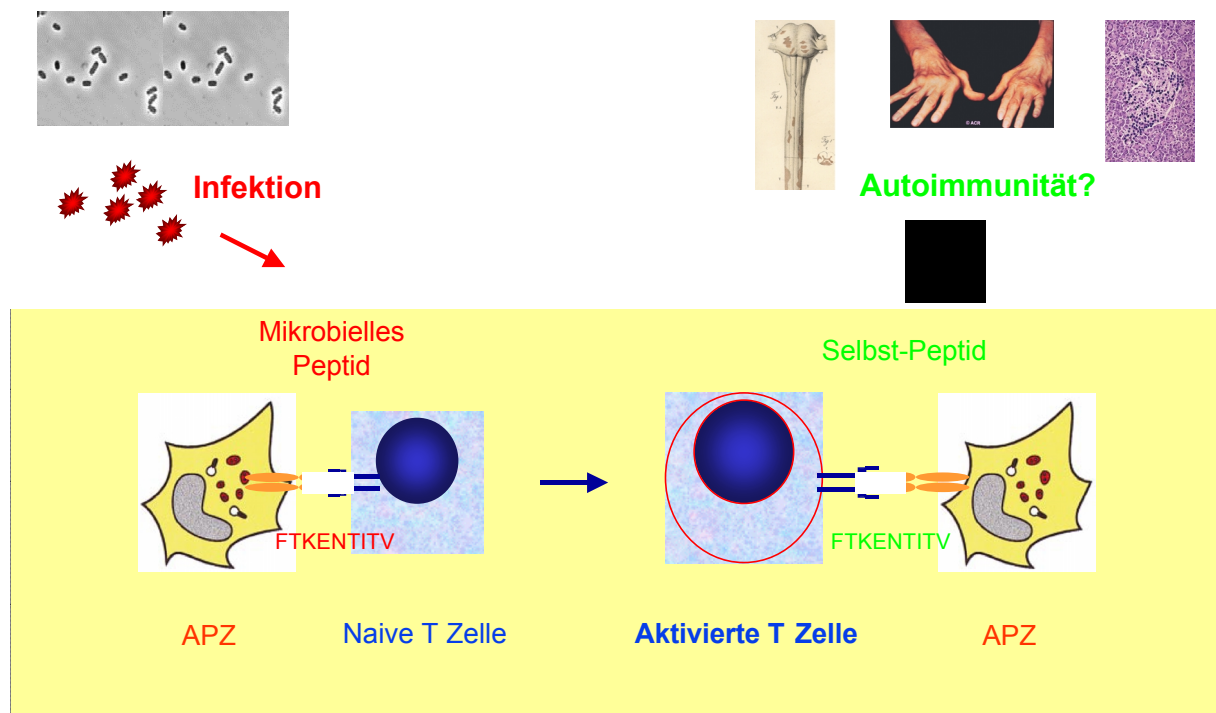 Infektion
Autoimmunität?
© ACR
Mikrobielles
Peptid
Selbst-Peptid
FTKENTITV
FTKENTITV
APZ
Naive T Zelle
Aktivierte T Zelle
APZ